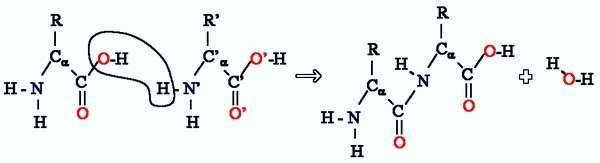 R R' R
R Cα O-H
Cα O-H C'α O'-H H N C
H-N C H-N' C' ⇒ Cα O + H O H
H O H O' H-N C
H O